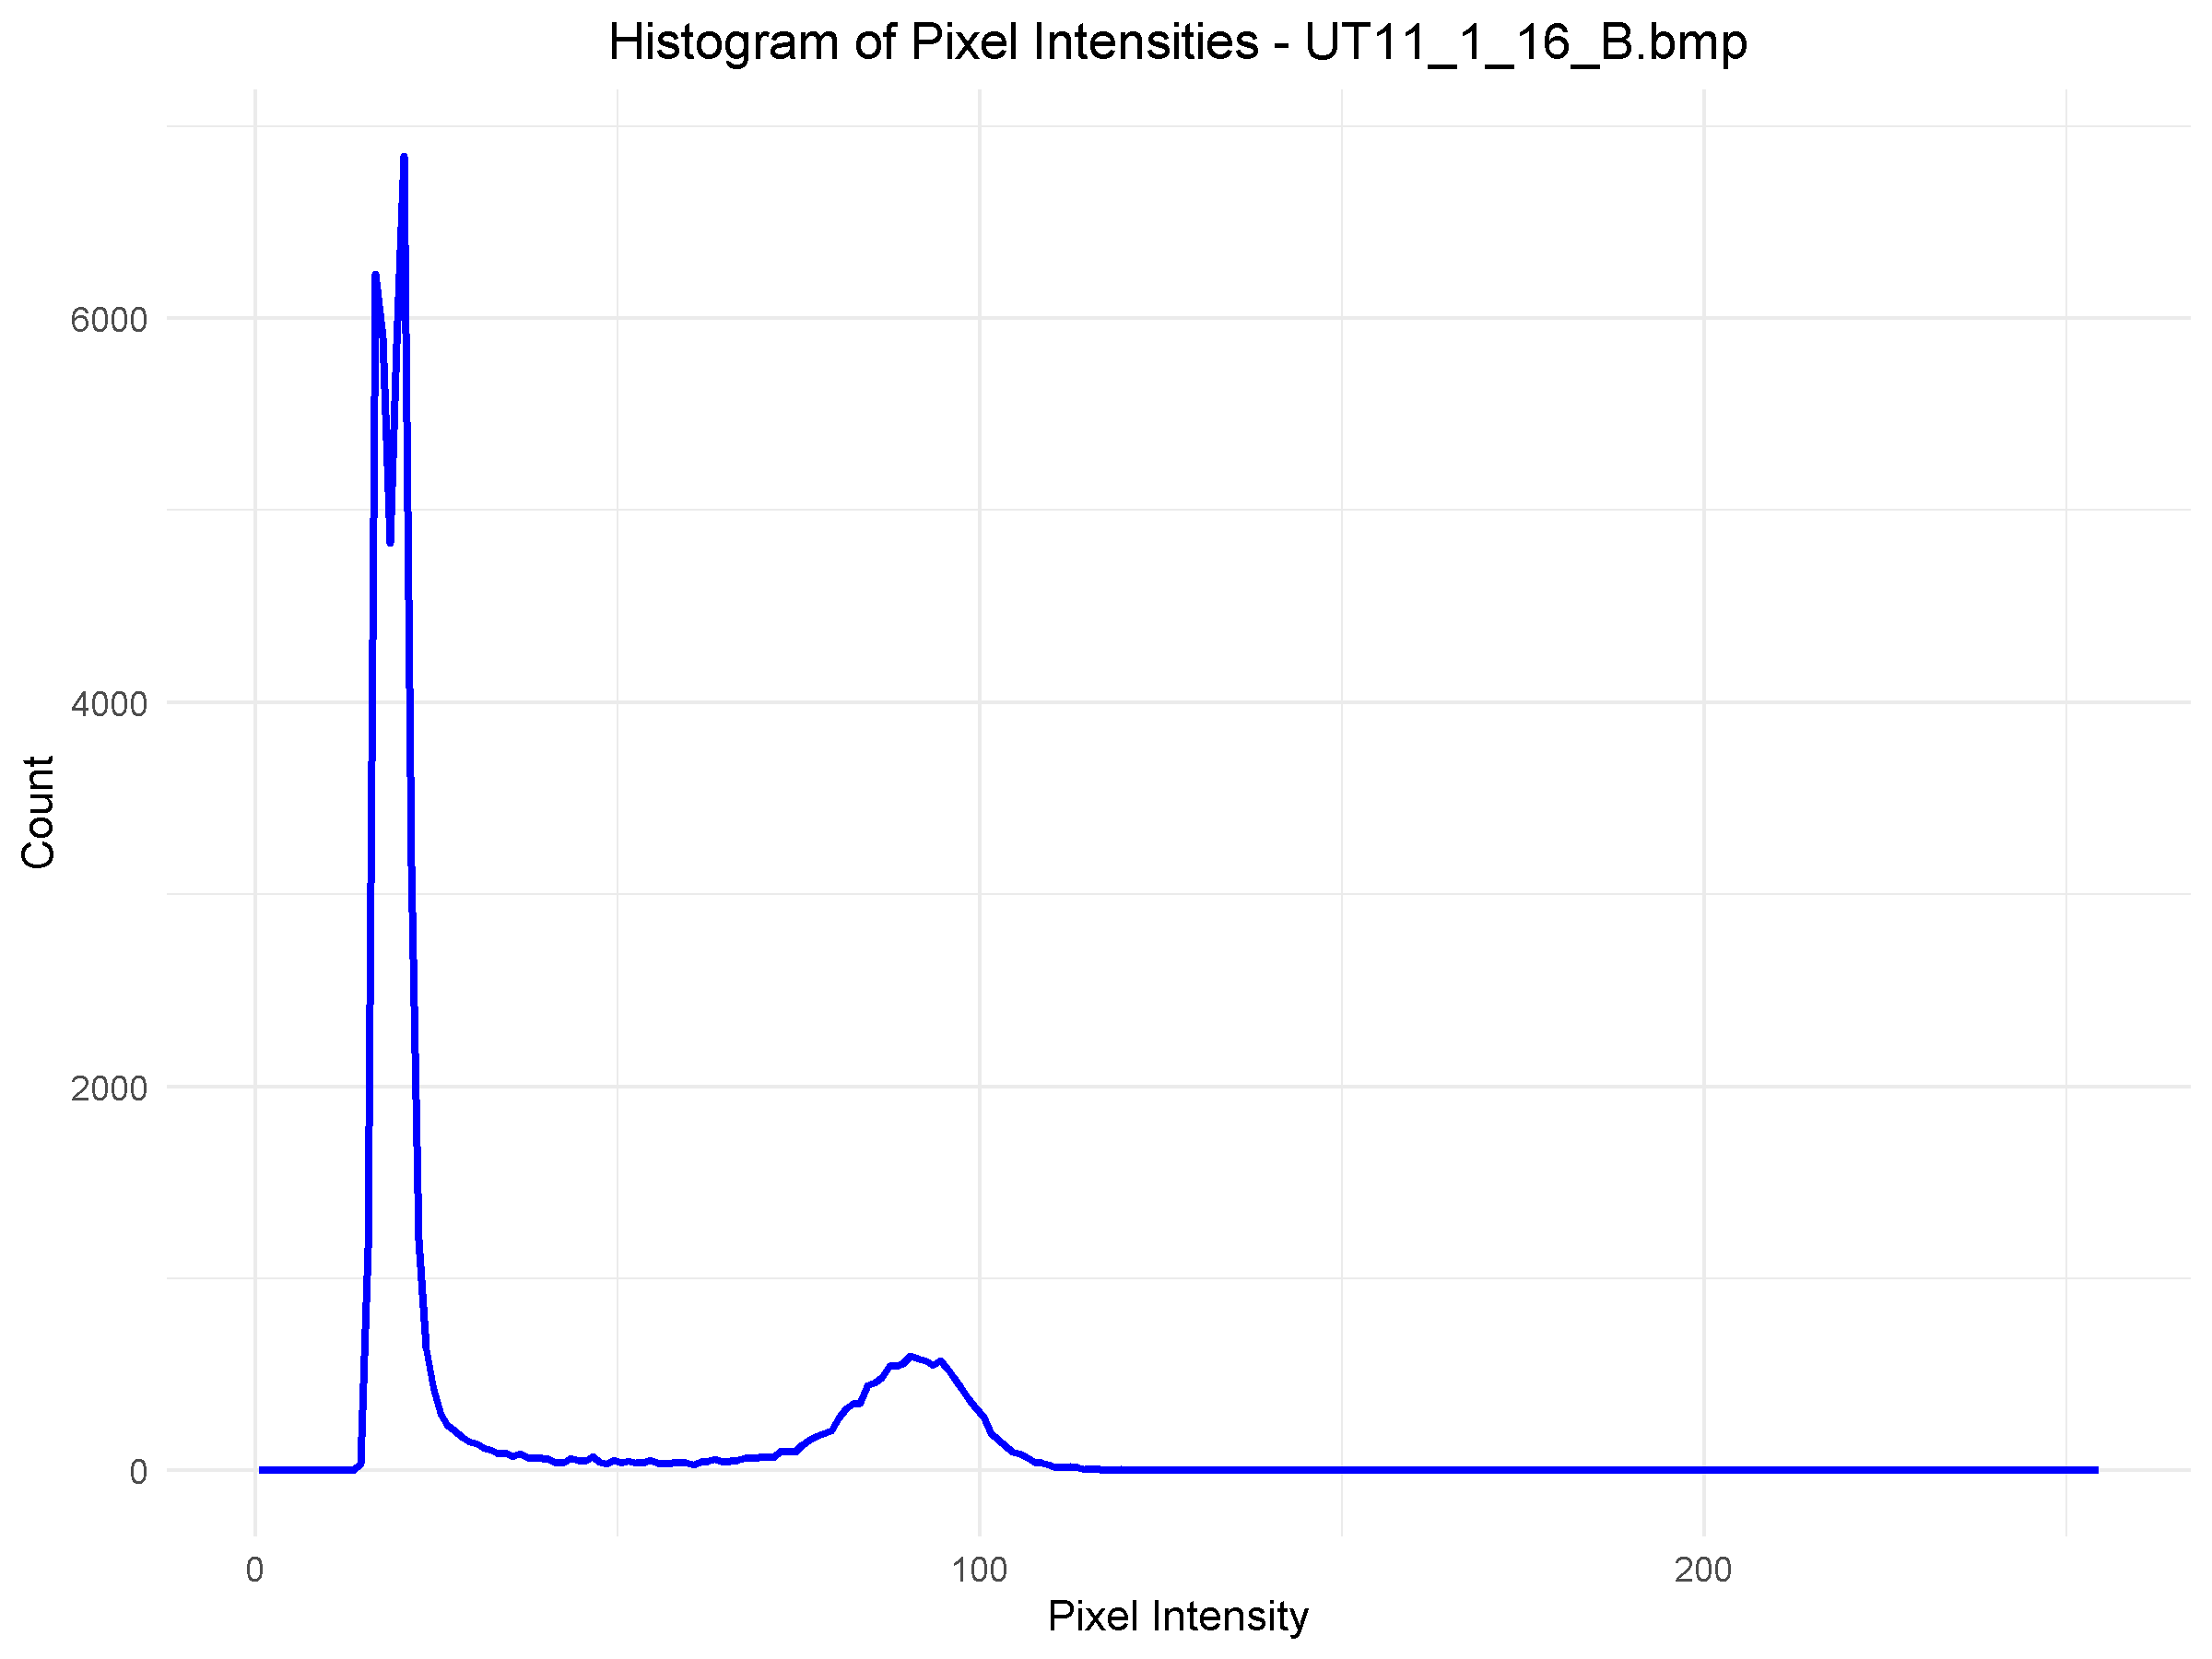 Histogram of Pixel Intensities - UT11_1_16_B.bmp
6000
4000
2000
0
Count
0 100 200
Pixel Intensity